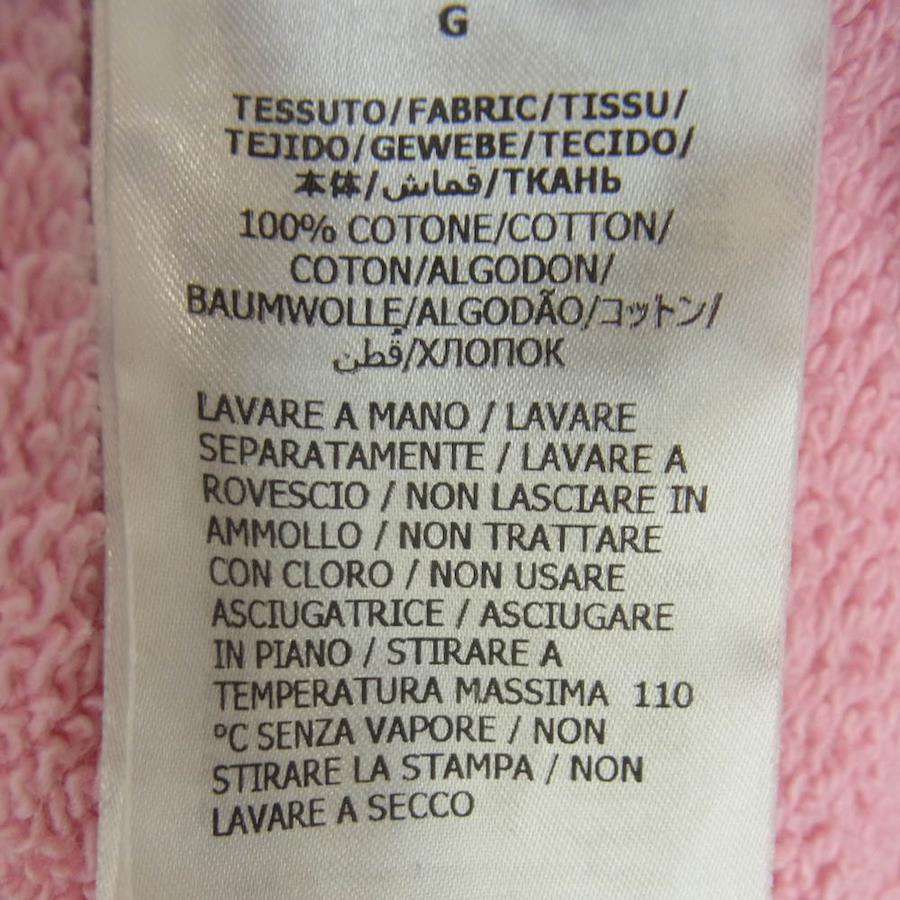 G
TESSUTO/FABRIC/TISSU/
TEJIDO/GEWEBE/TECIDO/
本体/قماش/ТКАНЬ
100% COTONE/COTTON/
COTON/ALGODON/
BAUMWOLLE/ALGODÃO/コットン/
قطن/ХЛОПОК
LAVARE A MANO / LAVARE
SEPARATAMENTE / LAVARE A
ROVESCIO / NON LASCIARE IN
AMMOLLO / NON TRATTARE
CON CLORO / NON USARE
ASCIUGATRICE / ASCIUGARE
IN PIANO / STIRARE A
TEMPERATURA MASSIMA 110
°C SENZA VAPORE / NON
STIRARE LA STAMPA / NON
LAVARE A SECCO